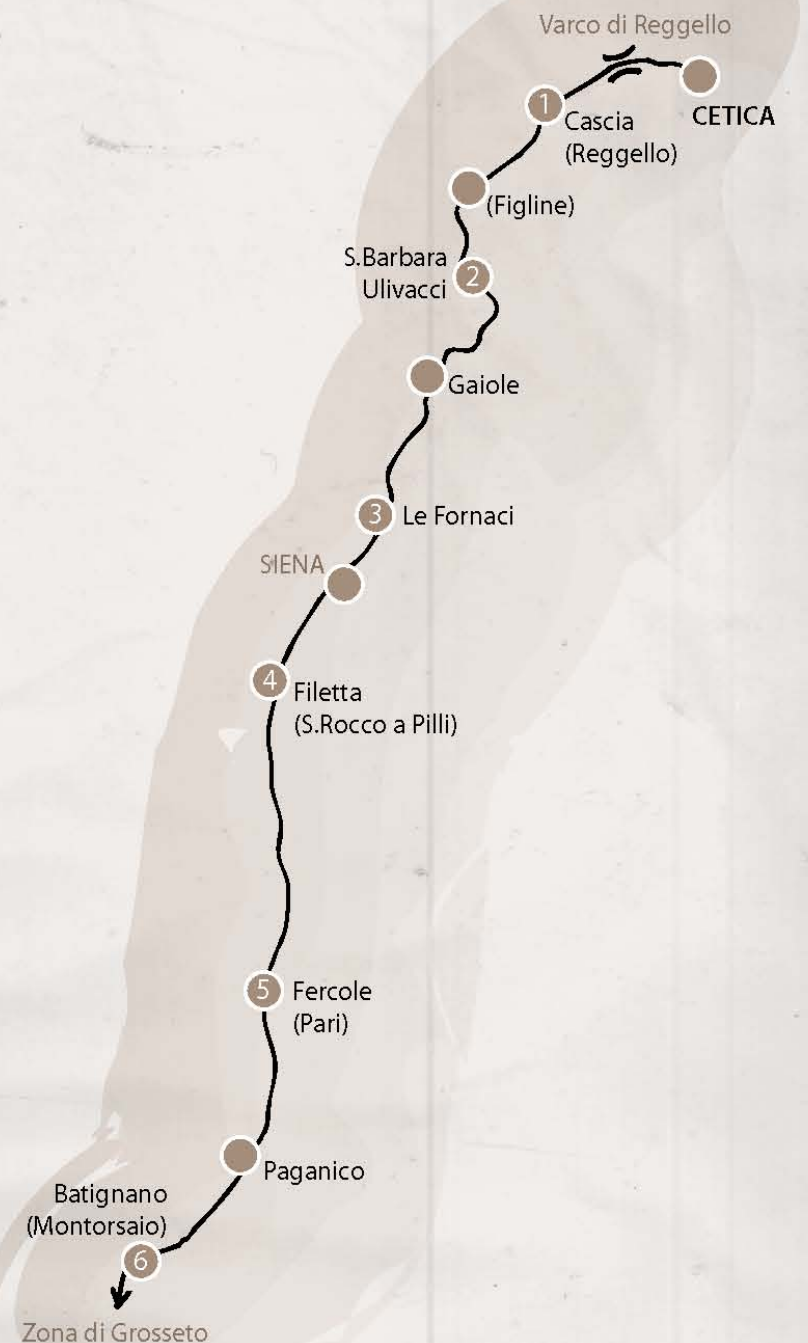 Varco di Reggello
CETICA
1
Cascia
(Reggello)
(Figline)
S.Barbara
Ulivacci
2
Gaiole
3
Le Fornaci
SIENA
4
Filetta
(S.Rocco a Pilli)
5
Fercole
(Pari)
Paganico
Batignano
(Montorsaio)
6
Zona di Grosseto